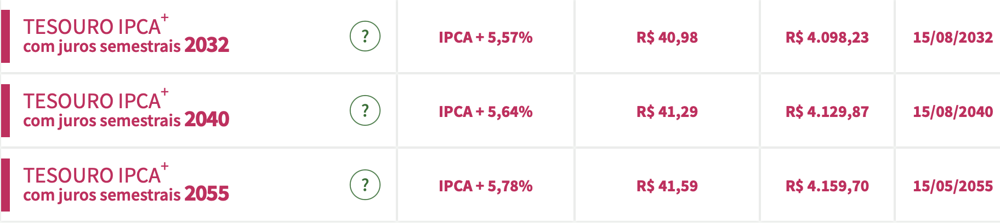 TESOURO IPCA+
com juros semestrais 2032
?
IPCA + 5,57%
R$ 40,98
R$ 4.098,23
15/08/2032
TESOURO IPCA+
com juros semestrais 2040
?
IPCA + 5,64%
R$ 41,29
R$ 4.129,87
15/08/2040
TESOURO IPCA+
com juros semestrais 2055
?
IPCA + 5,78%
R$ 41,59
R$ 4.159,70
15/05/2055